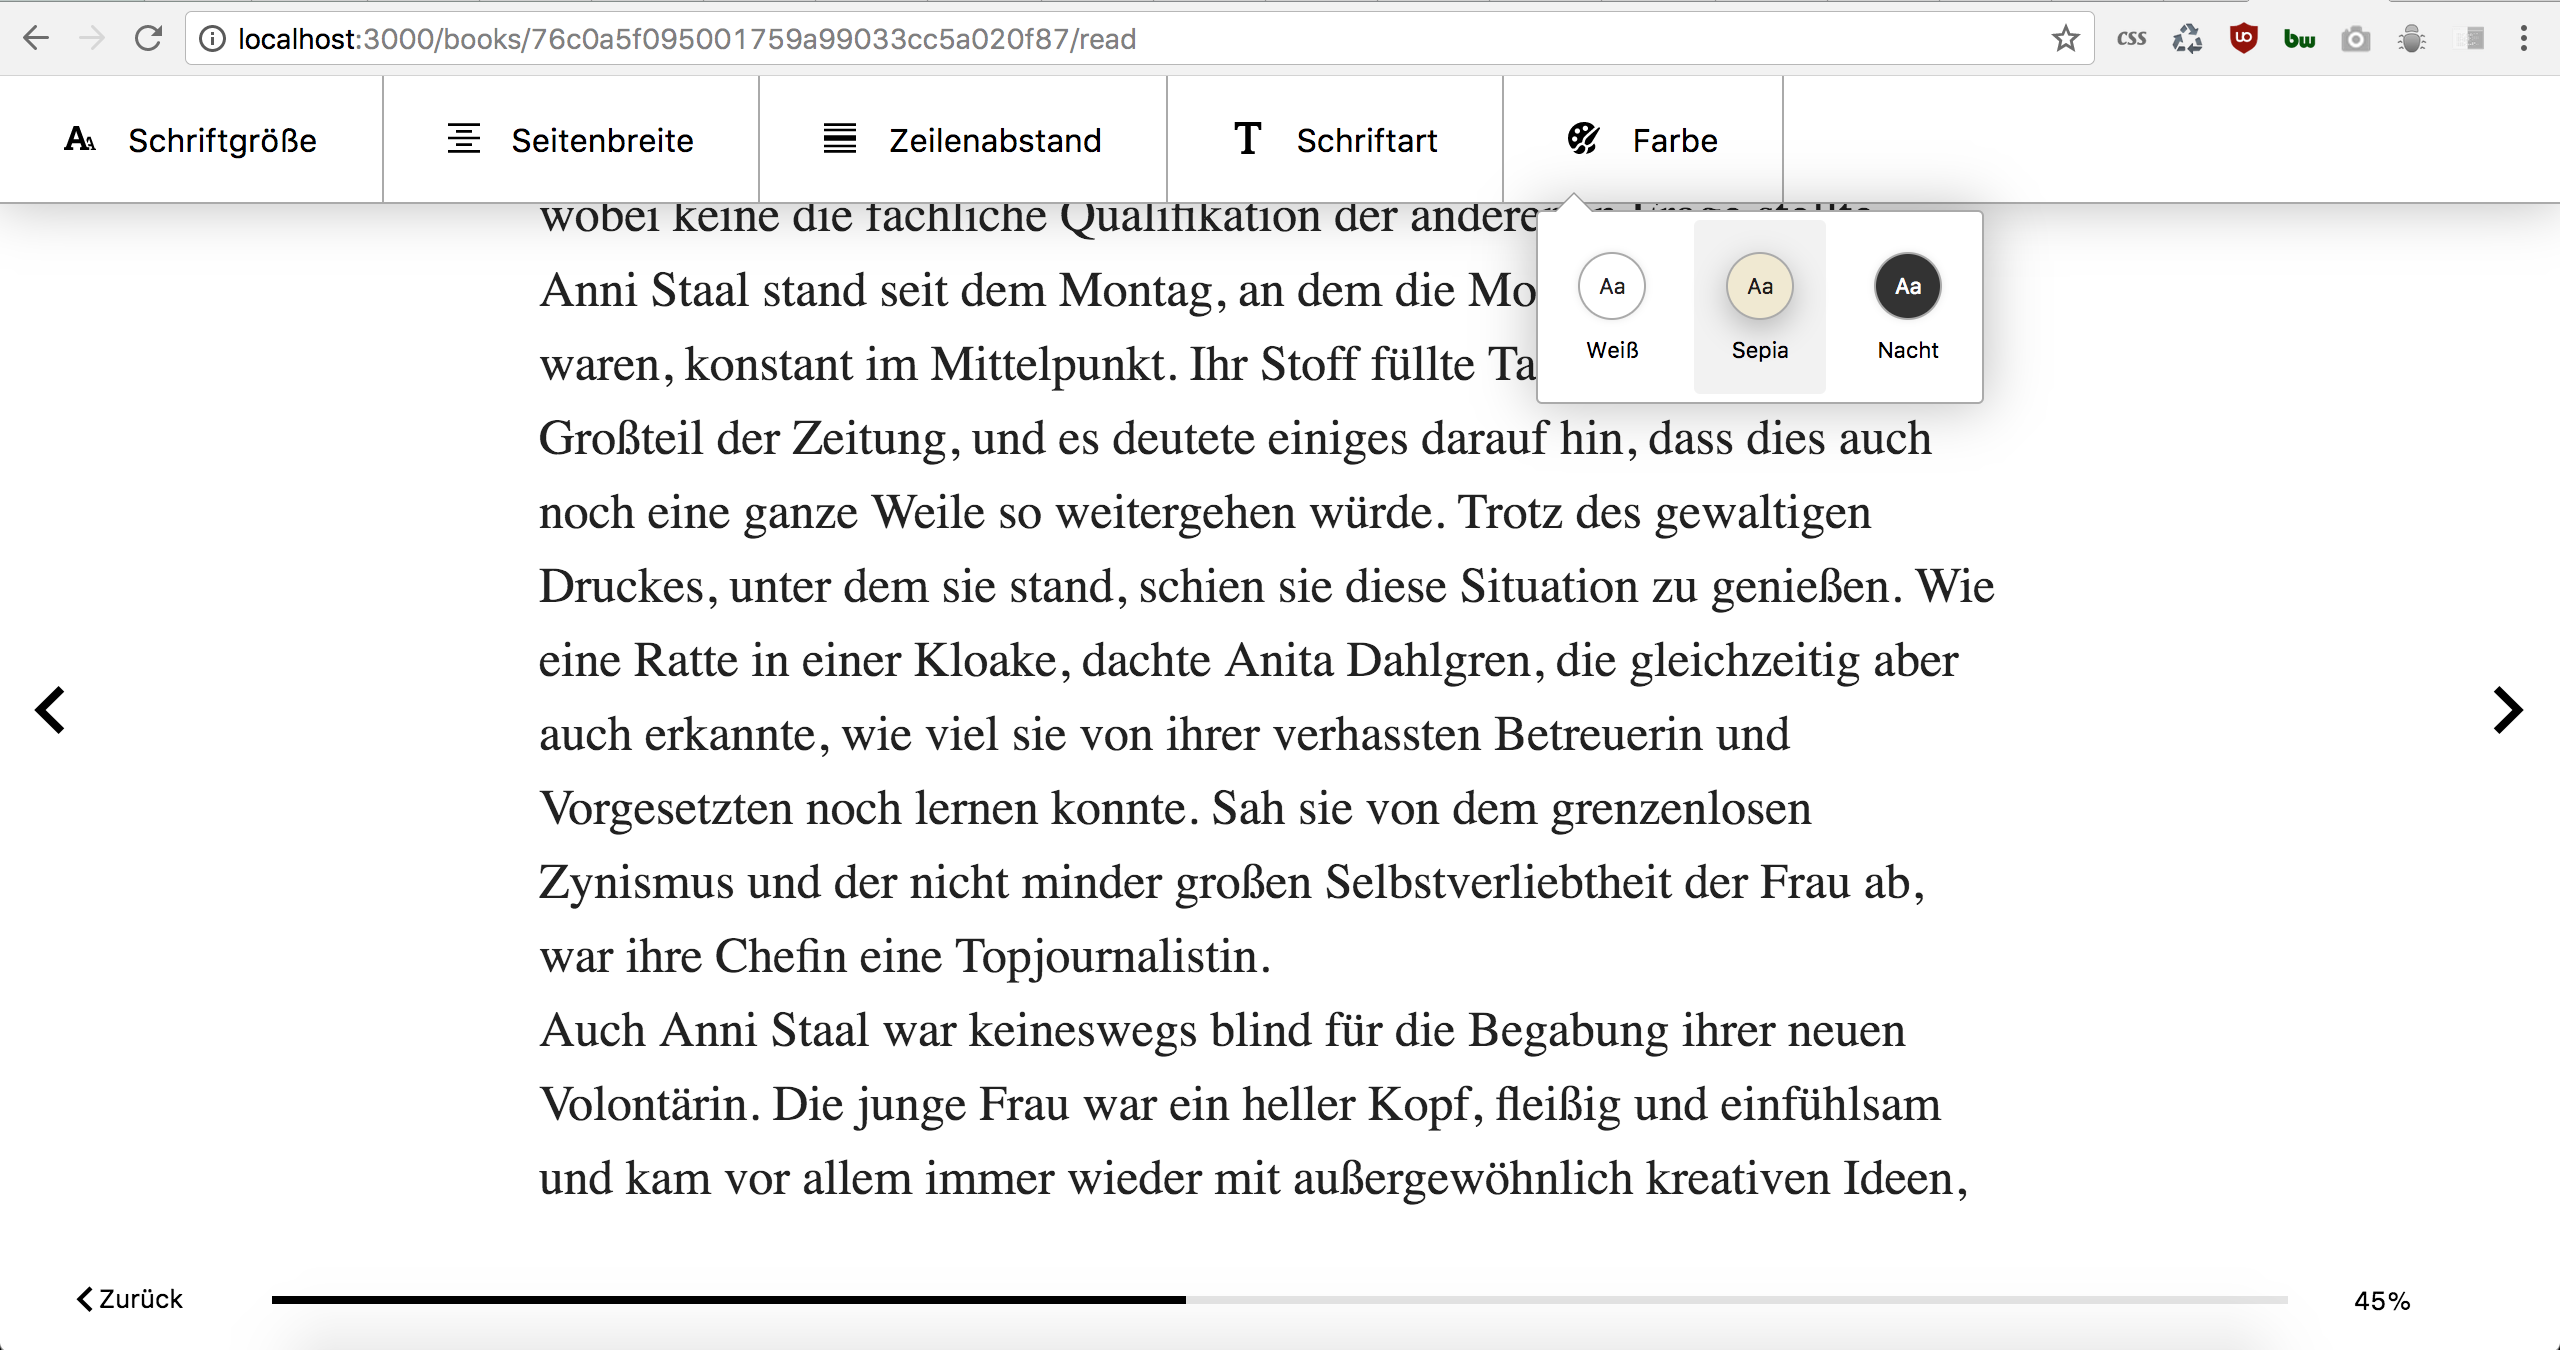 localhost:3000/books/76c0a5f095001759a99033cc5a020f87/read
css
bw
AA Schriftgröße
Seitenbreite
Zeilenabstand
T Schriftart
Farbe
wobei keine die fachliche Qualifikation der anderen in Frage stellte
Anni Staal stand seit dem Montag, an dem die Mo
waren, konstant im Mittelpunkt. Ihr Stoff füllte Ta
Aa
Aa
Aa
Weiß
Sepia
Nacht
Großteil der Zeitung, und es deutete einiges darauf hin, dass dies auch
noch eine ganze Weile so weitergehen würde. Trotz des gewaltigen
Druckes, unter dem sie stand, schien sie diese Situation zu genießen. Wie
eine Ratte in einer Kloake, dachte Anita Dahlgren, die gleichzeitig aber
auch erkannte, wie viel sie von ihrer verhassten Betreuerin und
Vorgesetzten noch lernen konnte. Sah sie von dem grenzenlosen
Zynismus und der nicht minder großen Selbstverliebtheit der Frau ab,
war ihre Chefin eine Topjournalistin.
Auch Anni Staal war keineswegs blind für die Begabung ihrer neuen
Volontärin. Die junge Frau war ein heller Kopf, fleißig und einfühlsam
und kam vor allem immer wieder mit außergewöhnlich kreativen Ideen,
Zurück
45%